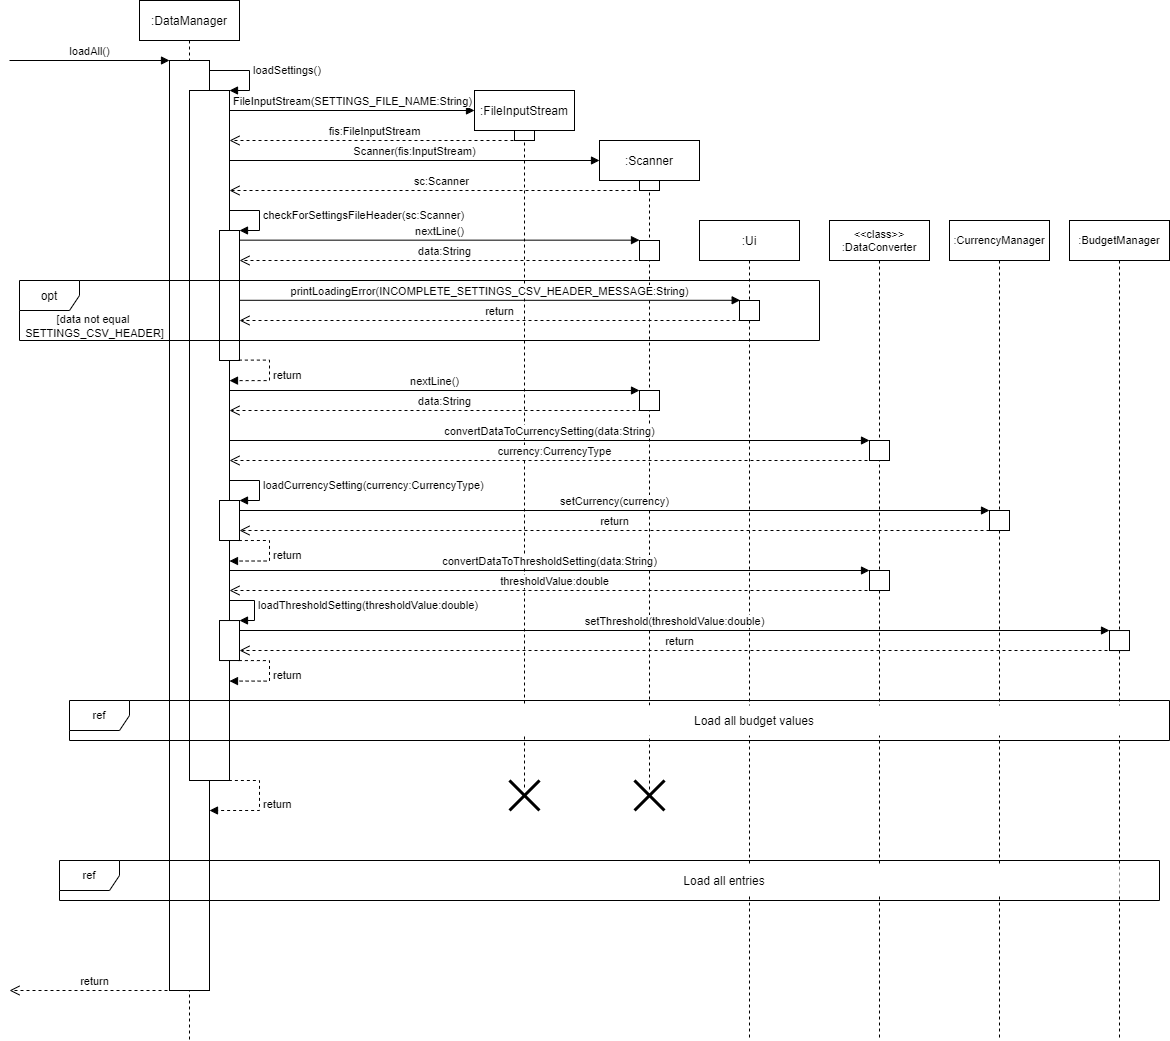 :DataManager
loadAll()
loadSettings()
FileInputStream(SETTINGS_FILE_NAME:String)
:FileInputStream
fis:FileInputStream
Scanner(fis:InputStream)
:Scanner
sc:Scanner
checkForSettingsFileHeader(sc:Scanner)
nextLine()
data:String
:Ui
<<class>>
:DataConverter
:CurrencyManager
:BudgetManager
opt
[data not equal
SETTINGS_CSV_HEADER]
printLoadingError(INCOMPLETE_SETTINGS_CSV_HEADER_MESSAGE:String)
return
return
nextLine()
data:String
convertDataToCurrencySetting(data:String)
currency:CurrencyType
loadCurrencySetting(currency:CurrencyType)
setCurrency(currency)
return
return
convertDataToThresholdSetting(data:String)
thresholdValue:double
loadThresholdSetting(thresholdValue:double)
setThreshold(thresholdValue:double)
return
return
ref
Load all budget values
return
ref
Load all entries
return